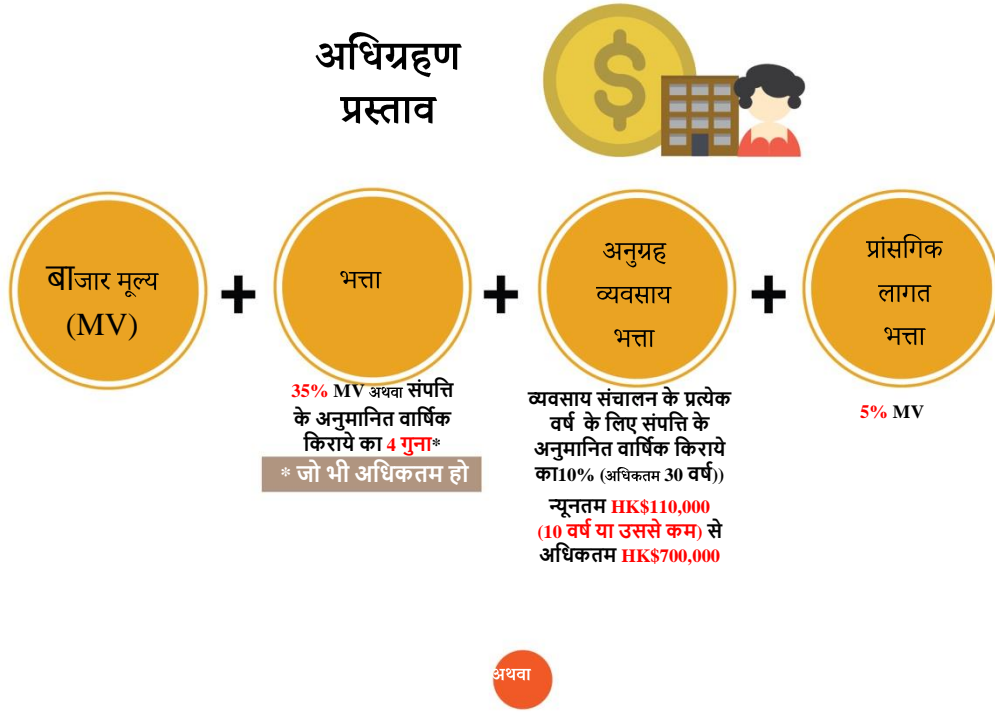 अधिग्रहण
प्रस्ताव
$
बाजार मूल्य
(MV)
+
भत्ता
+
अनुग्रह
व्यवसाय
भत्ता
+
प्रांसगिक
लागत
भत्ता
35% MV अथवा संपत्ति
के अनुमानित वार्षिक
किराये का 4 गुना*
* जो भी अधिकतम हो
व्यवसाय संचालन के प्रत्येक
वर्ष के लिए संपत्ति के
अनुमानित वार्षिक किराये
का10% (अधिकतम 30 वर्ष))
न्यूनतम HK$110,000
(10 वर्ष या उससे कम) से
अधिकतम HK$700,000
5% MV
अथवा